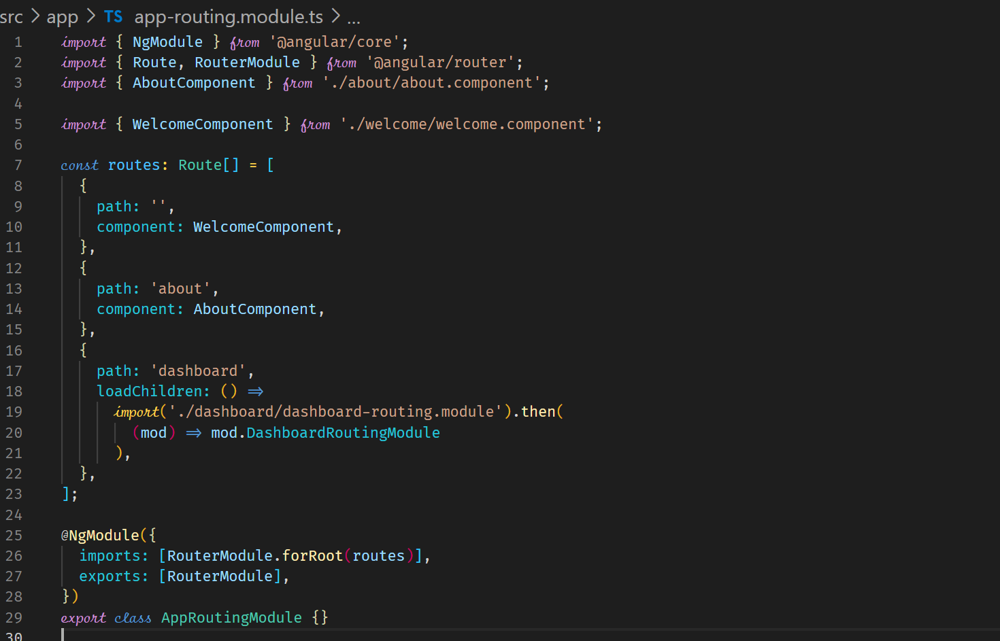 src > app > TS app-routing.module.ts > ...
1 import { NgModule } from '@angular/core';
2 import { Route, RouterModule } from '@angular/router';
3 import { AboutComponent } from './about/about.component';
4
5 import { WelcomeComponent } from './welcome/welcome.component';
6
7 const routes: Route[] = [
8   {
9     path: '',
10     component: WelcomeComponent,
11   },
12   {
13     path: 'about',
14     component: AboutComponent,
15   },
16   {
17     path: 'dashboard',
18     loadChildren: () =>
19       import('./dashboard/dashboard-routing.module').then(
20         (mod) => mod.DashboardRoutingModule
21       ),
22   },
23 ];
24
25 @NgModule({
26   imports: [RouterModule.forRoot(routes)],
27   exports: [RouterModule],
28 })
29 export class AppRoutingModule {}
30